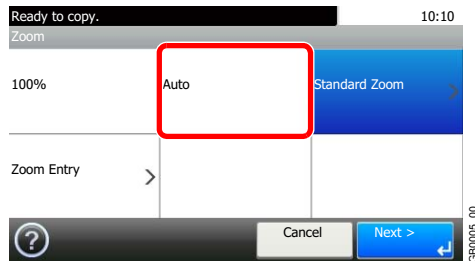 Ready to copy.
10:10
Zoom
100%
Auto
Standard Zoom
Zoom Entry
?
Cancel
Next >
GB0005_00